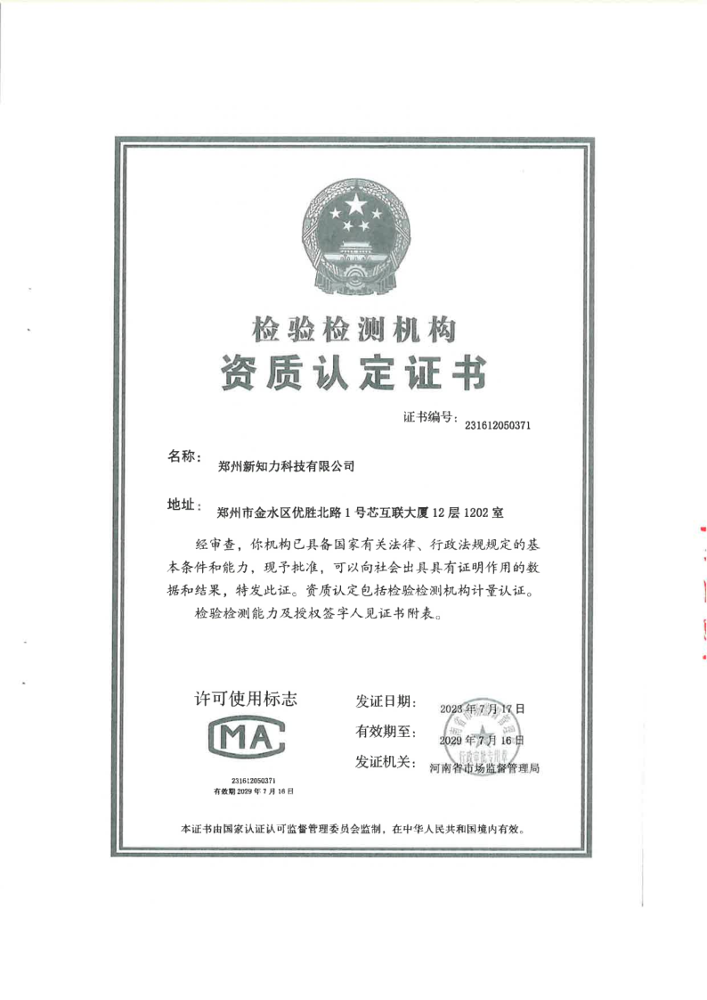 检验检测机构
资质认定证书
证书编号：231612050371
名称：郑州新知力科技有限公司
地址：郑州市金水区优胜北路1号芯互联大厦12层1202室
经审查，你机构已具备国家有关法律、行政法规规定的基
本条件和能力，现予批准，可以向社会出具具有证明作用的数
据和结果，特发此证。资质认定包括检验检测机构计量认证。
检验检测能力及授权签字人见证书附表。
许可使用标志
MA
231612050371
有效期2029年7月16日
发证日期：2023年7月17日
有效期至：2029年7月16日
发证机关：河南省市场监督管理局
行政审批专用章
本证书由国家认证认可监督管理委员会监制，在中华人民共和国境内有效。